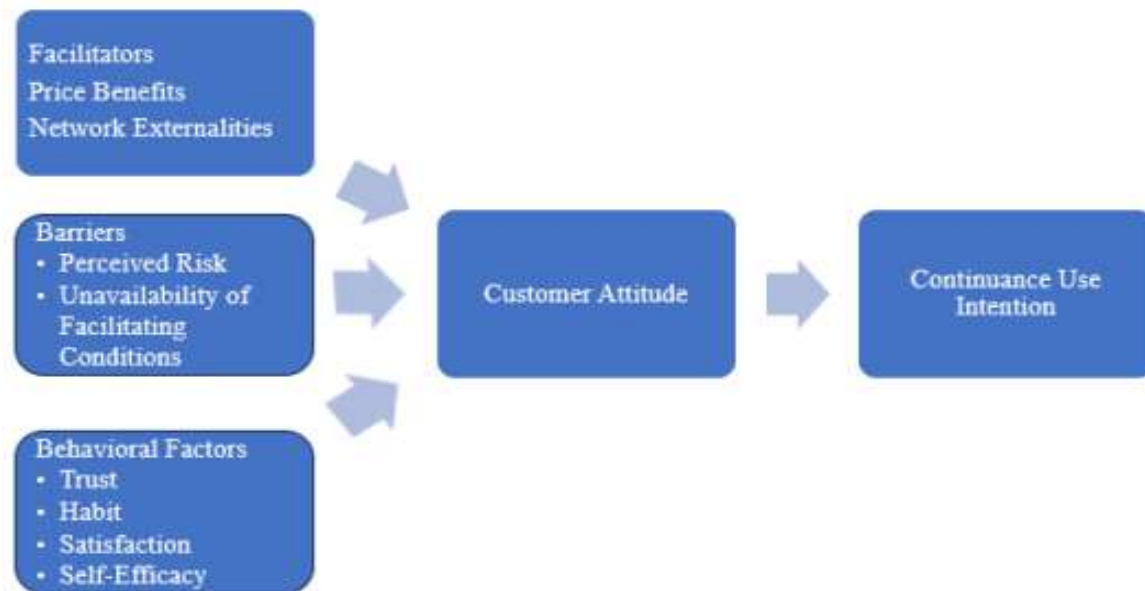 Facilitators
Price Benefits
Network Externalities
Barriers
• Perceived Risk
• Unavailability of
Facilitating
Conditions
Customer Attitude
Continuance Use
Intention
Behavioral Factors
• Trust
• Habit
• Satisfaction
• Self-Efficacy